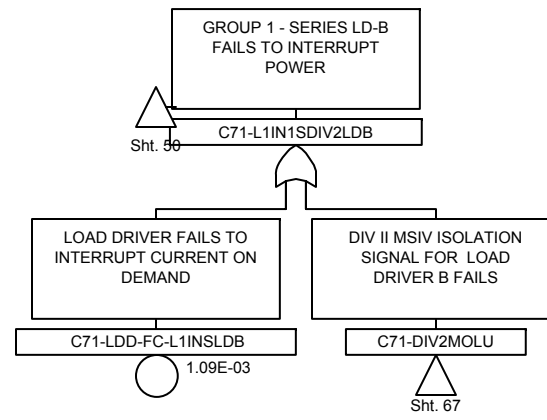 GROUP 1 - SERIES LD-B
FAILS TO INTERRUPT
POWER
C71-L1IN1SDIV2LDB
Sht. 50
LOAD DRIVER FAILS TO
INTERRUPT CURRENT ON
DEMAND
C71-LDD-FC-L1INSLDB
1.09E-03
DIV II MSIV ISOLATION
SIGNAL FOR LOAD
DRIVER B FAILS
C71-DIV2MOLU
Sht. 67